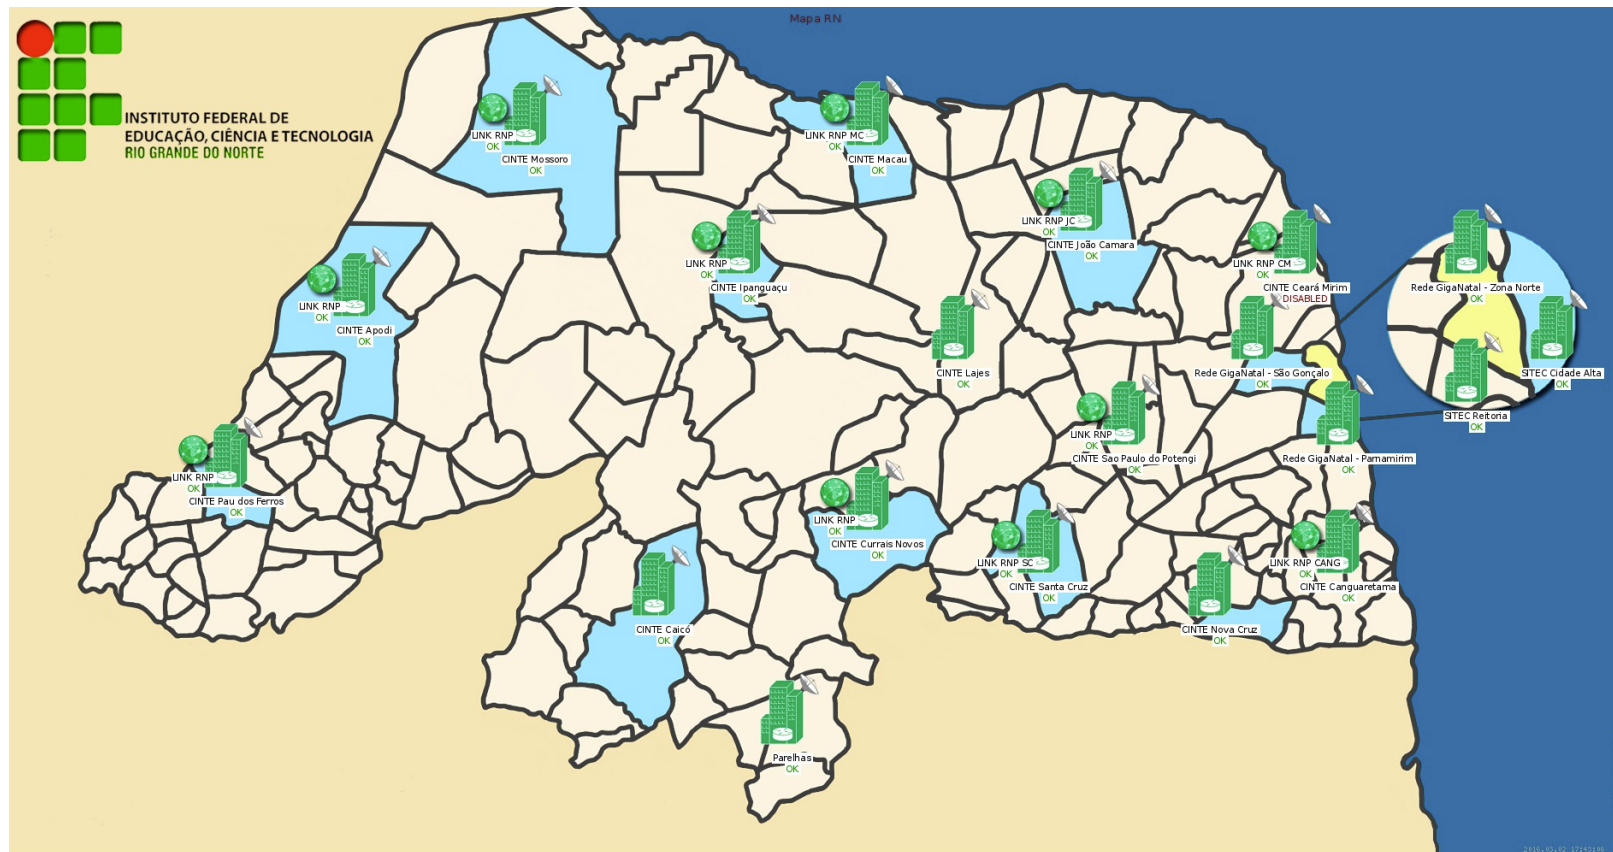 Mapa RN
INSTITUTO FEDERAL DE
EDUCAÇÃO, CIÊNCIA E TECNOLOGIA
RIO GRANDE DO NORTE
LINK RNP
OK
CINTE Mossoro
OK
LINK RNP MC
OK
CINTE Macau
OK
LINK RNP JC
OK
CINTE João Camara
OK
LINK RNP
OK
CINTE Ipanguaçu
OK
LINK RNP CM
OK
CINTE Ceará Mirim
DISABLED
Rede GigaNatal - Zona Norte
OK
LINK RNP
OK
CINTE Apodi
OK
CINTE Lajes
OK
Rede GigaNatal - São Gonçalo
OK
SITEC Cidade Alta
OK
SITEC Reitoria
OK
LINK RNP
OK
CINTE Sao Paulo do Potengi
OK
Rede GigaNatal - Parnamirim
OK
LINK RNP
OK
CINTE Pau dos Ferros
OK
LINK RNP
OK
CINTE Currais Novos
OK
LINK RNP SC
OK
CINTE Santa Cruz
OK
LINK RNP CANG
OK
CINTE Canguaretama
OK
CINTE Caicó
OK
CINTE Nova Cruz
OK
Parelhas
OK
2016.03.02 17:43:06